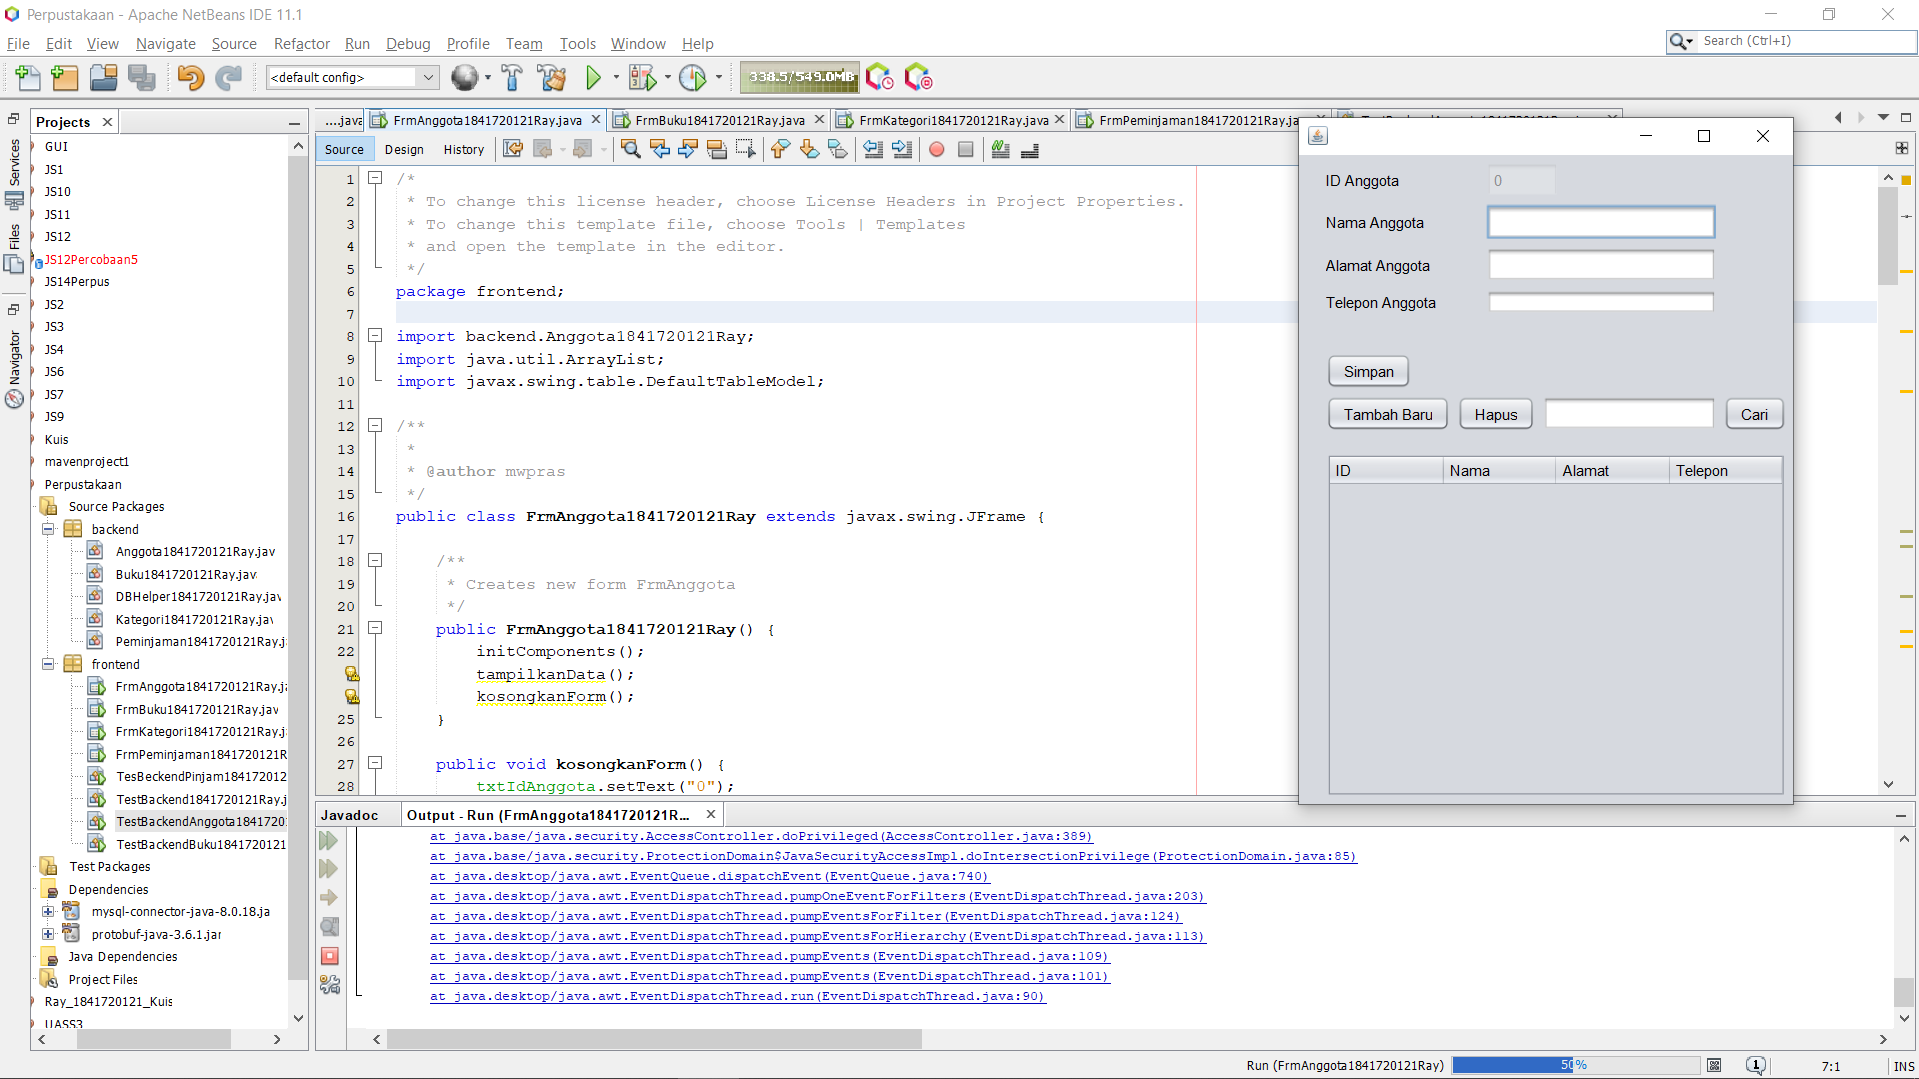 Perpustakaan - Apache NetBeans IDE 11.1
File Edit View Navigate Source Refactor Run Debug Profile Team Tools Window Help
Search (Ctrl+I)
<default config>
338.5/549.0MB
Projects
Services
Files
Navigator
GUI
JS1
JS10
JS11
JS12
JS12Percobaan5
JS14Perpus
JS2
JS3
JS4
JS6
JS7
JS9
Kuis
mavenproject1
Perpustakaan
Source Packages
backend
Anggota1841720121Ray.jav
Buku1841720121Ray.java
DBHelper1841720121Ray.jav
Kategori1841720121Ray.jav
Peminjaman1841720121Ray.j
frontend
FrmAnggota1841720121Ray.ja
FrmBuku1841720121Ray.jav
FrmKategori1841720121Ray.j
FrmPeminjaman1841720121R
TesBeckendPinjam184172012
TestBackend1841720121Ray.j
TestBackendAnggota1841720
TestBackendBuku1841720121
Test Packages
Dependencies
mysql-connector-java-8.0.18.ja
protobuf-java-3.6.1.jar
Java Dependencies
Project Files
Ray_1841720121_Kuis
UASS3
....java FrmAnggota1841720121Ray.java FrmBuku1841720121Ray.java FrmKategori1841720121Ray.java FrmPeminjaman1841720121Ray.j
Source Design History
1 /*
2 * To change this license header, choose License Headers in Project Properties.
3 * To change this template file, choose Tools | Templates
4 * and open the template in the editor.
5 */
6 package frontend;
7
8 import backend.Anggota1841720121Ray;
9 import java.util.ArrayList;
10 import javax.swing.table.DefaultTableModel;
11
12 /**
13 *
14 * @author mwpras
15 */
16 public class FrmAnggota1841720121Ray extends javax.swing.JFrame {
17
18 /**
19 * Creates new form FrmAnggota
20 */
21 public FrmAnggota1841720121Ray() {
22 initComponents();
tampilkanData();
kosongkanForm();
25 }
26
27 public void kosongkanForm() {
28 txtIdAnggota.setText("0");
ID Anggota 0
Nama Anggota
Alamat Anggota
Telepon Anggota
Simpan
Tambah Baru Hapus Cari
ID Nama Alamat Telepon
Javadoc Output - Run (FrmAnggota1841720121R...
at java.base/java.security.AccessController.doPrivileged(AccessController.java:389)
at java.base/java.security.ProtectionDomain$JavaSecurityAccessImpl.doIntersectionPrivilege(ProtectionDomain.java:85)
at java.desktop/java.awt.EventQueue.dispatchEvent(EventQueue.java:740)
at java.desktop/java.awt.EventDispatchThread.pumpOneEventForFilters(EventDispatchThread.java:203)
at java.desktop/java.awt.EventDispatchThread.pumpEventsForFilter(EventDispatchThread.java:124)
at java.desktop/java.awt.EventDispatchThread.pumpEventsForHierarchy(EventDispatchThread.java:113)
at java.desktop/java.awt.EventDispatchThread.pumpEvents(EventDispatchThread.java:109)
at java.desktop/java.awt.EventDispatchThread.pumpEvents(EventDispatchThread.java:101)
at java.desktop/java.awt.EventDispatchThread.run(EventDispatchThread.java:90)
Run (FrmAnggota1841720121Ray) 50% 1 7:1 INS